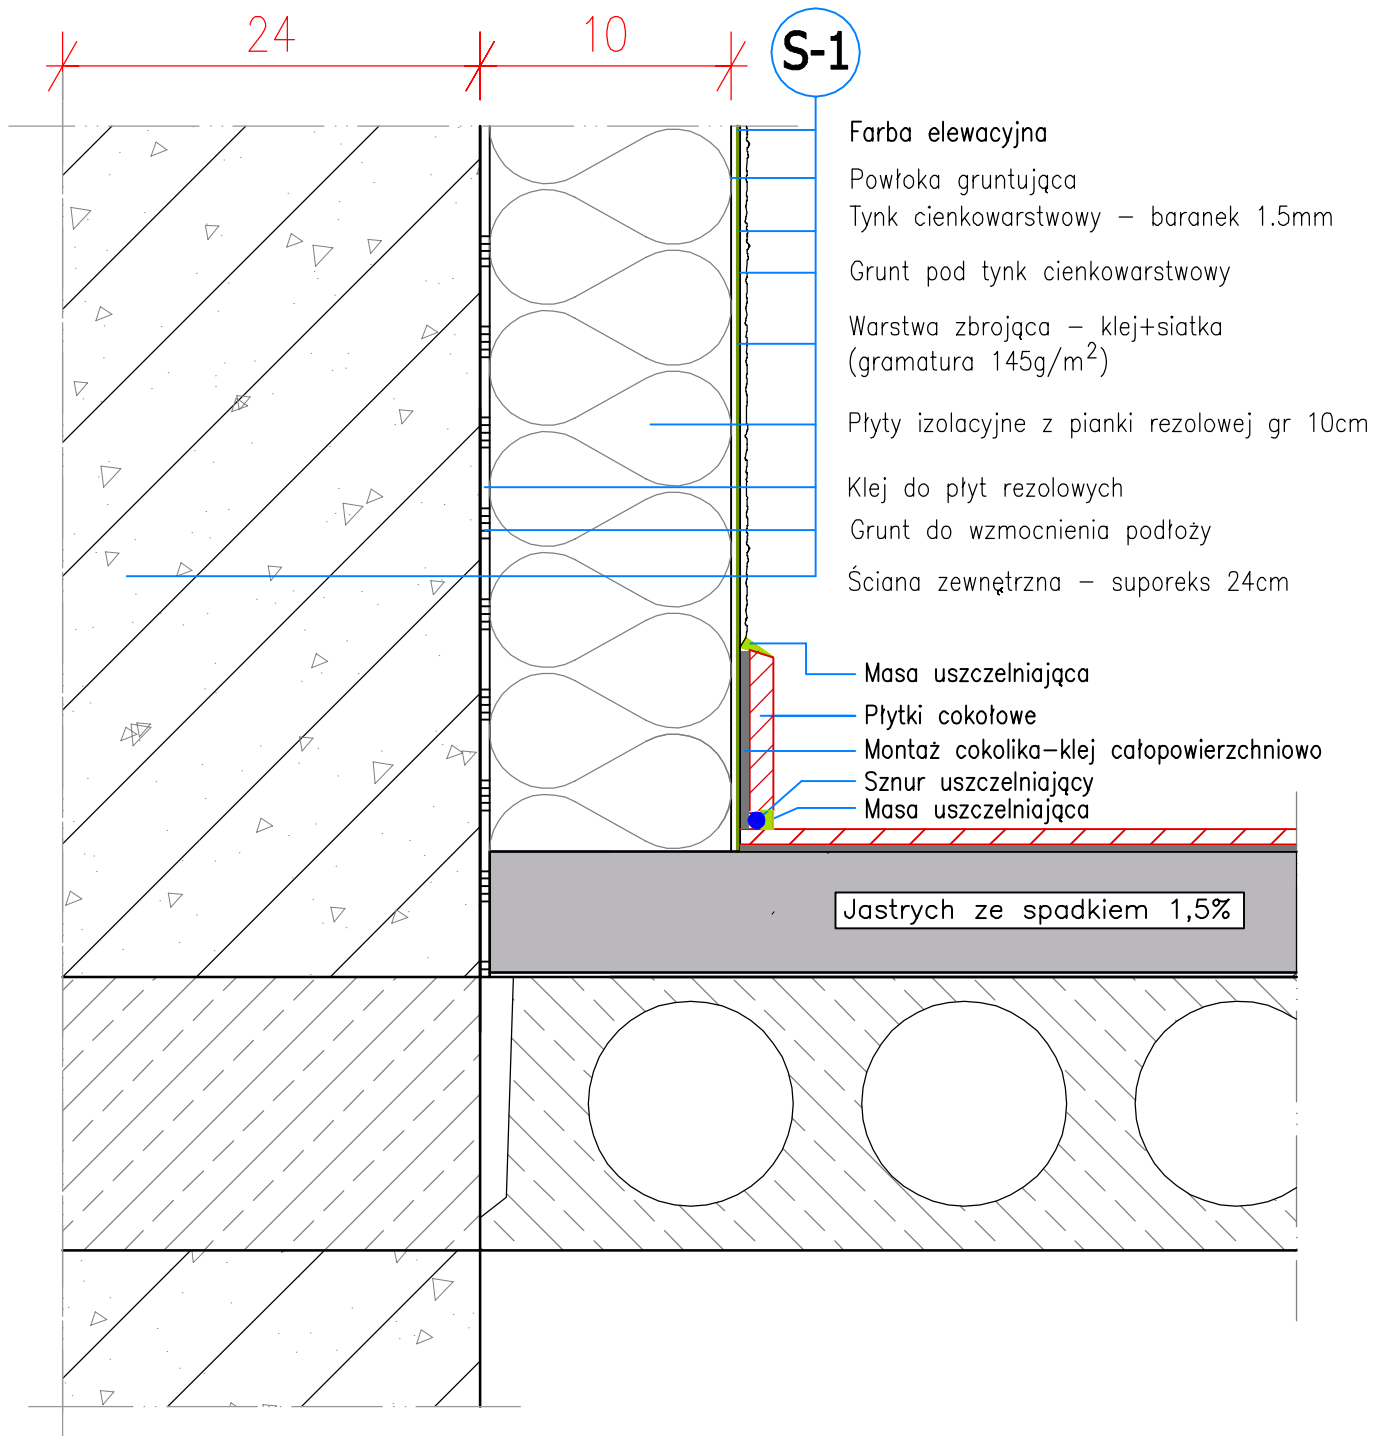 24
10
S-1
Farba elewacyjna
Powłoka gruntująca
Tynk cienkowarstwowy – baranek 1.5mm
Grunt pod tynk cienkowarstwowy
Warstwa zbrojąca – klej+siatka
(gramatura 145g/m²)
Płyty izolacyjne z pianki rezolowej gr 10cm
Klej do płyt rezolowych
Grunt do wzmocnienia podłoży
Ściana zewnętrzna – suporeks 24cm
Masa uszczelniająca
Płytki cokołowe
Montaż cokolika–klej całopowierzchniowo
Sznur uszczelniający
Masa uszczelniająca
Jastrych ze spadkiem 1,5%